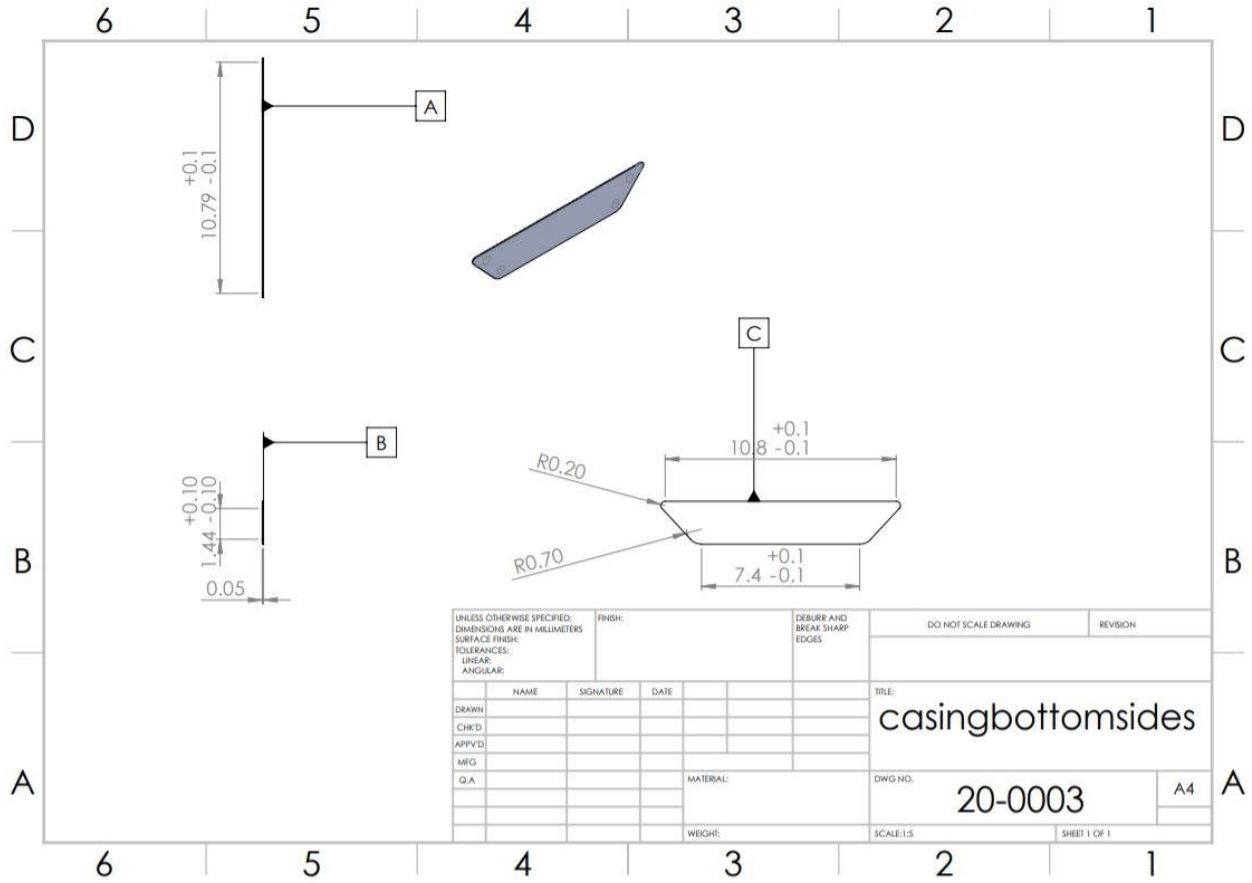 6 5 4 3 2 1
D D
A
+0.1
10.79 -0.1
C C
C
B
+0.1
10.8 -0.1
R0.20
+0.10
1.44 -0.10
B B
R0.70
+0.1
7.4 -0.1
0.05
UNLESS OTHERWISE SPECIFIED:
DIMENSIONS ARE IN MILLIMETERS
SURFACE FINISH:
TOLERANCES:
LINEAR:
ANGULAR:
FINISH:
DEBURR AND
BREAK SHARP
EDGES
DO NOT SCALE DRAWING
REVISION
NAME SIGNATURE DATE
DRAWN
CHK'D
APPV'D
MFG
Q.A
TITLE:
casingbottomsides
MATERIAL:
DWG NO.
20-0003
A4
A A
WEIGHT:
SCALE:1:5
SHEET 1 OF 1
6 5 4 3 2 1